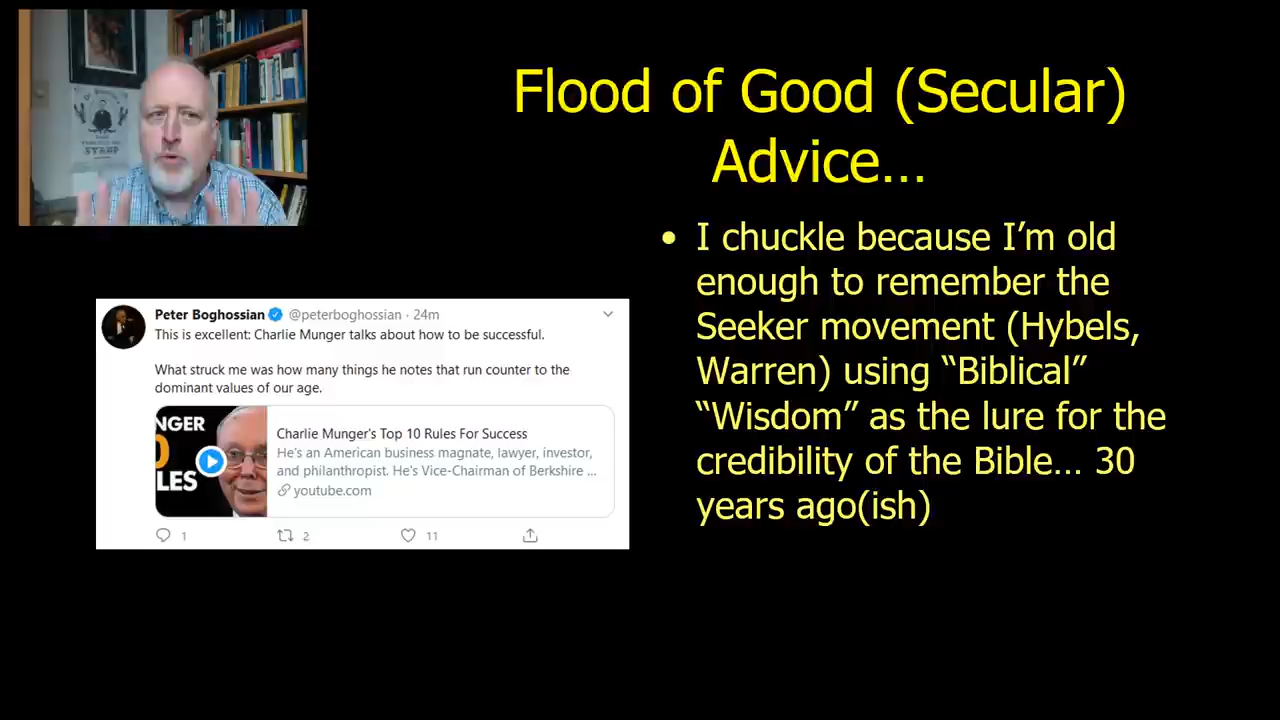 Flood of Good (Secular)
Advice...
• I chuckle because I'm old
enough to remember the
Seeker movement (Hybels,
Warren) using “Biblical”
“Wisdom” as the lure for the
credibility of the Bible... 30
years ago(ish)
Peter Boghossian @peterboghossian · 24m
This is excellent: Charlie Munger talks about how to be successful.
What struck me was how many things he notes that run counter to the
dominant values of our age.
NGER
0
LES
Charlie Munger's Top 10 Rules For Success
He's an American business magnate, lawyer, investor,
and philanthropist. He's Vice-Chairman of Berkshire ...
youtube.com
1 2 11
SYRUP